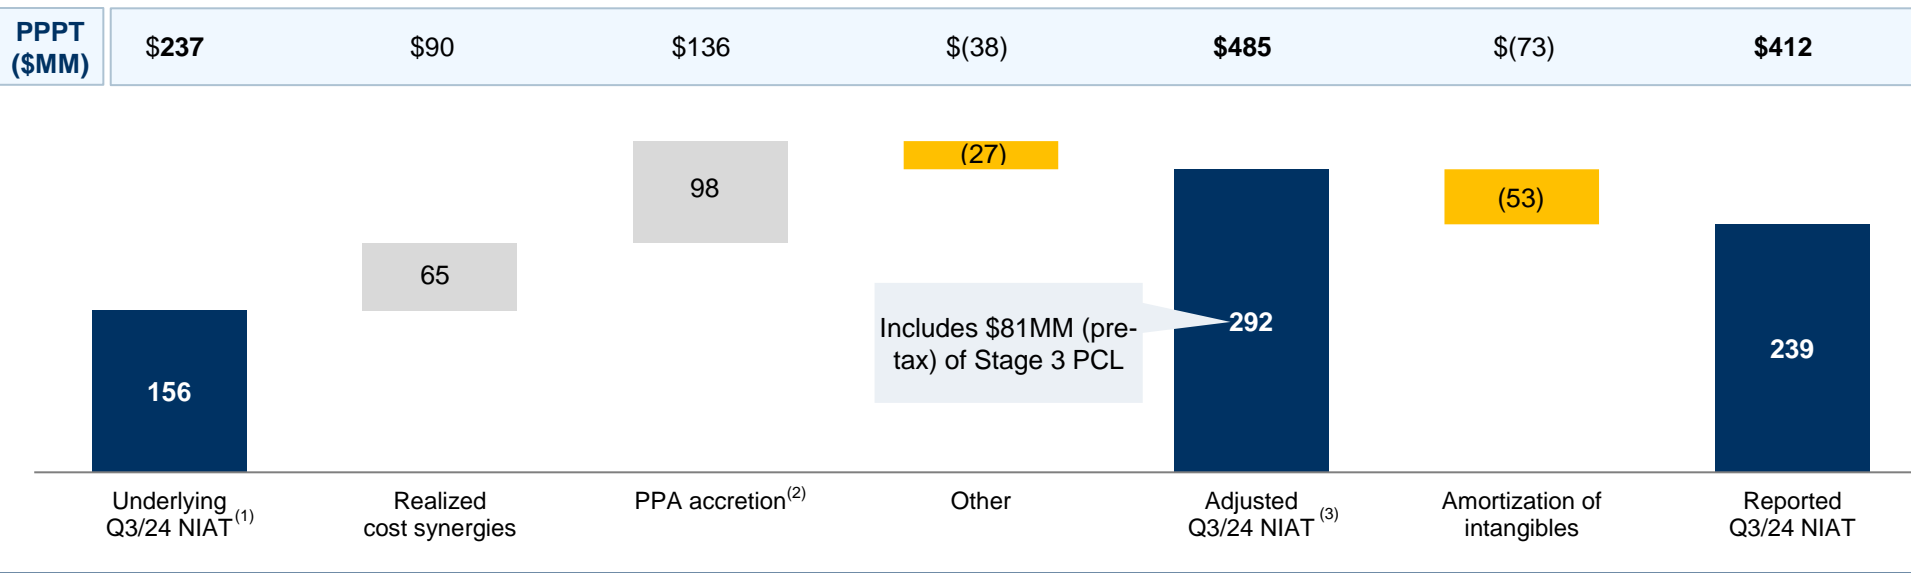 PPPT
($MM)
$237 $90 $136 $(38) $485 $(73) $412
(27)
98
(53)
65
Includes $81MM (pre-
tax) of Stage 3 PCL
292
239
156
Underlying
Q3/24 NIAT (1)
Realized
cost synergies
PPA accretion(2)
Other
Adjusted
Q3/24 NIAT (3)
Amortization of
intangibles
Reported
Q3/24 NIAT